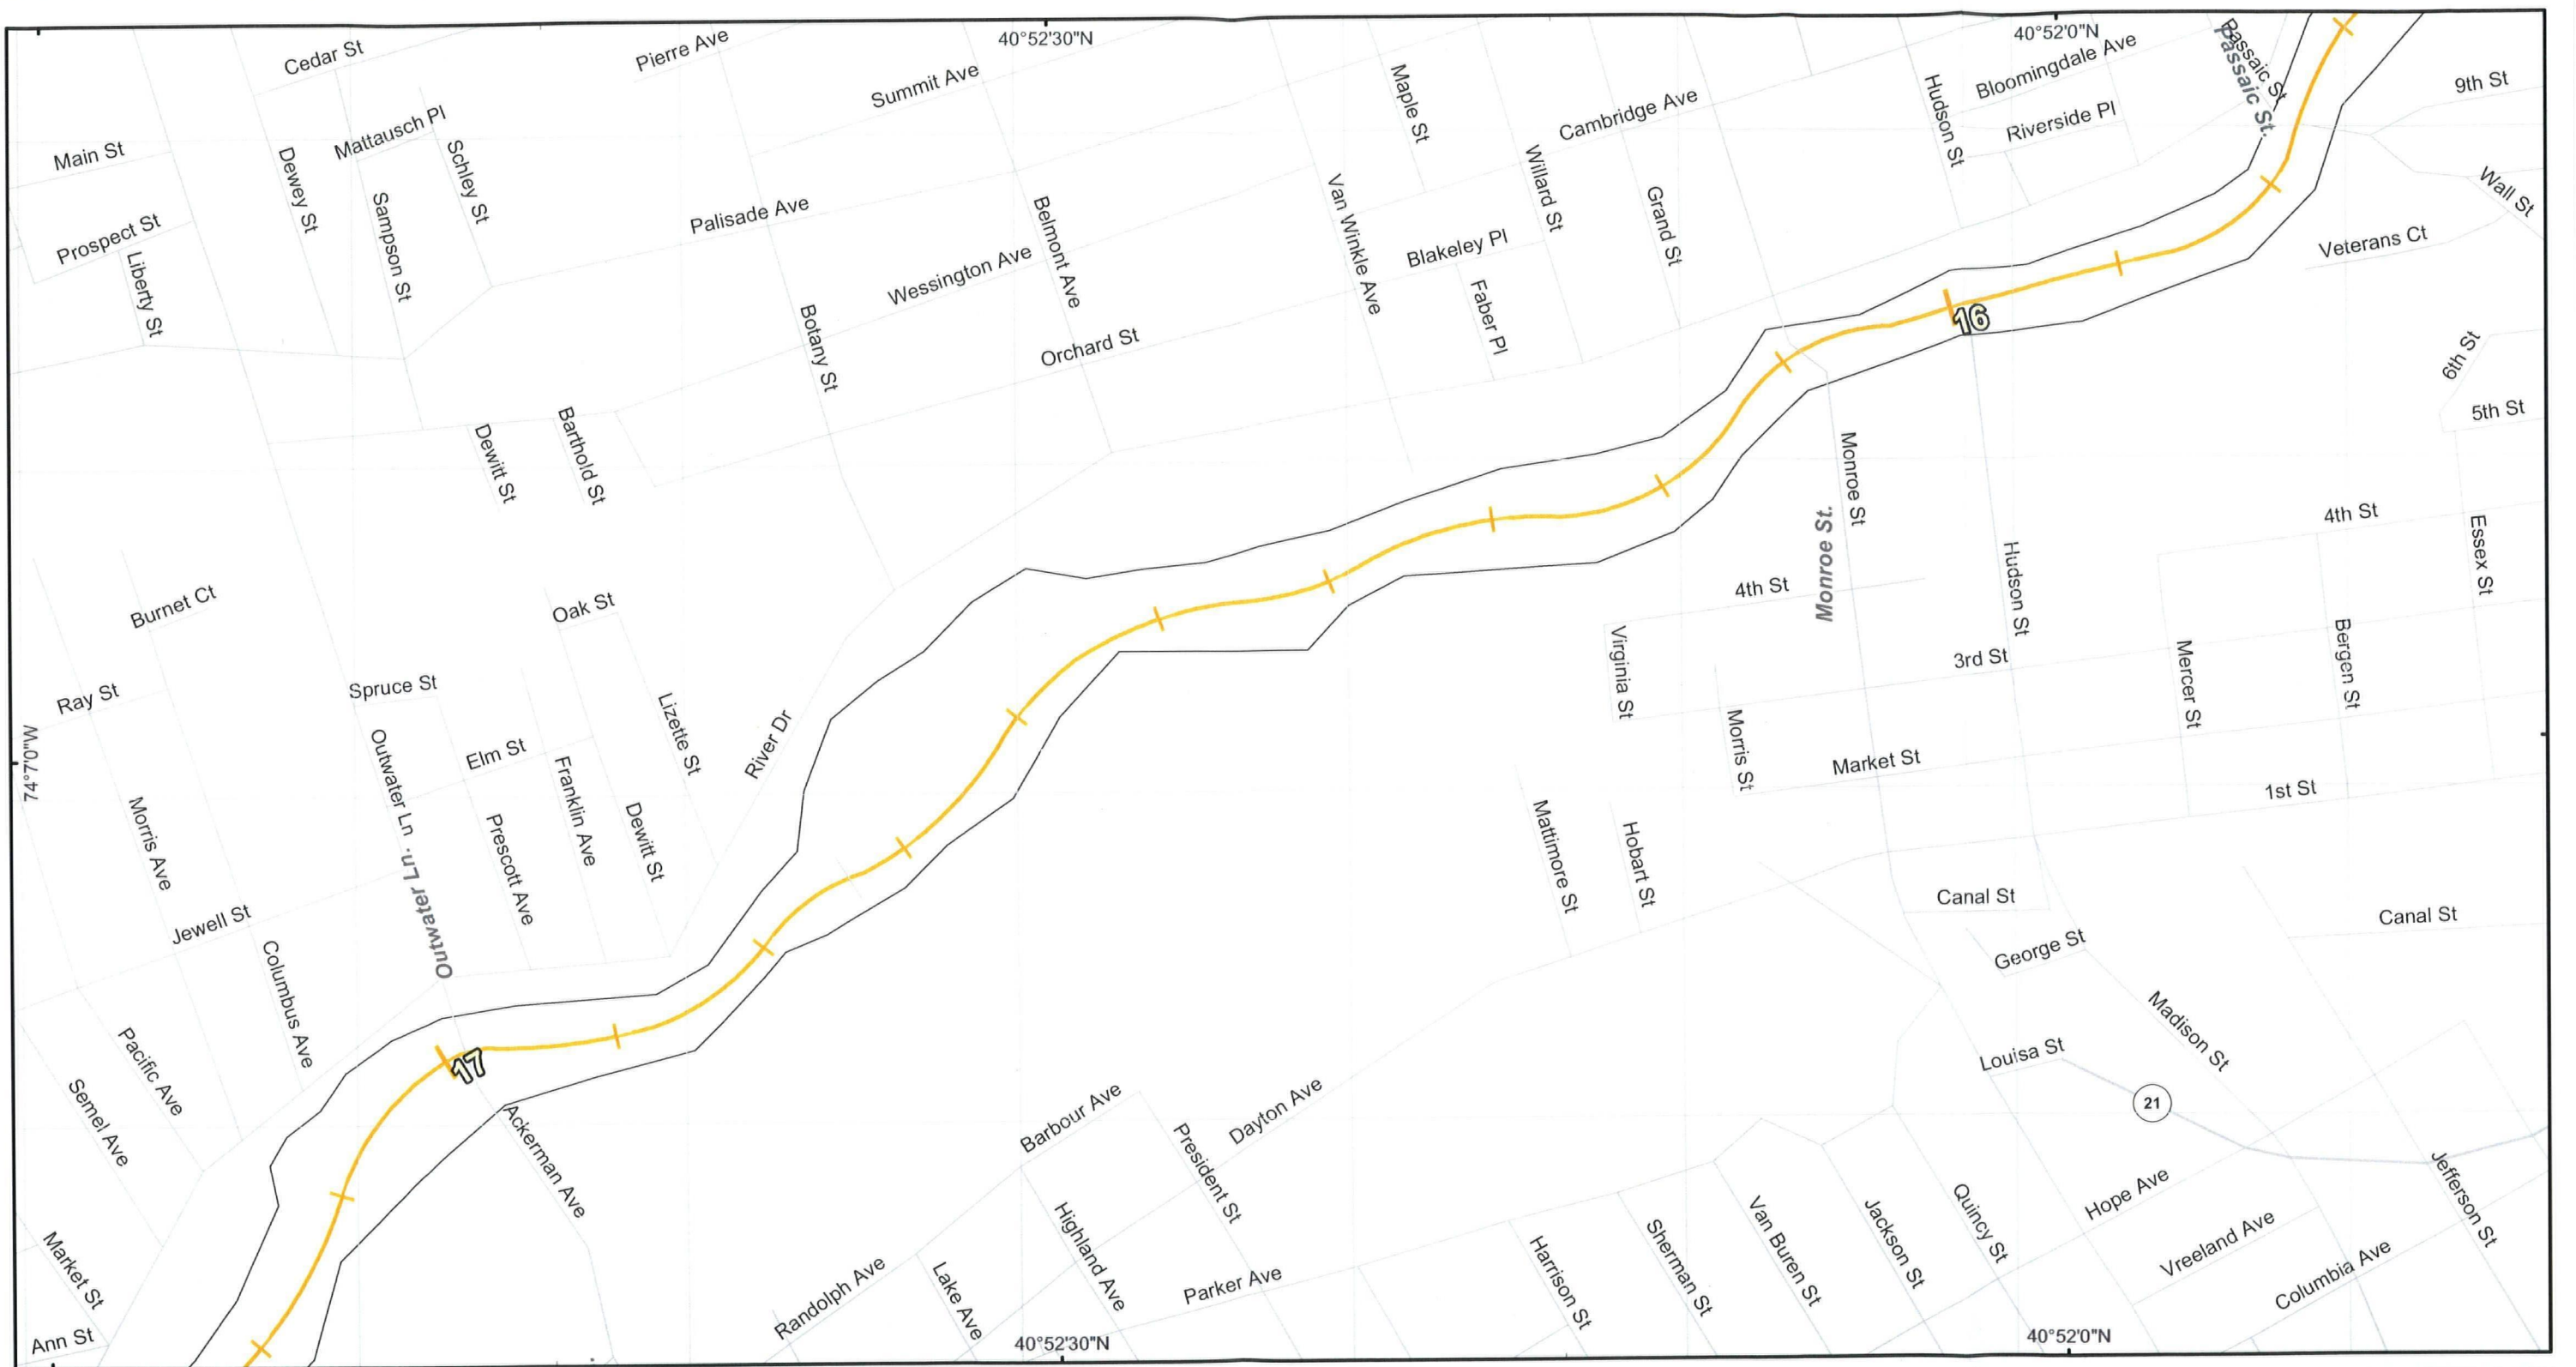 40°52'30"N
40°52'0"N
Cedar St
Pierre Ave
Summit Ave
Maple St
Cambridge Ave
Hudson St
Bloomingdale Ave
Riverside Pl
Passaic St
Passaic St.
9th St
Main St
Mattausch Pl
Dewey St
Schley St
Sampson St
Prospect St
Liberty St
Palisade Ave
Belmont Ave
Wessington Ave
Van Winkle Ave
Willard St
Blakeley Pl
Grand St
Faber Pl
Wall St
Veterans Ct
Botany St
Orchard St
16
6th St
5th St
Dewitt St
Barthold St
Monroe St
Monroe St.
4th St
Essex St
Hudson St
Burnet Ct
Oak St
4th St
Virginia St
3rd St
Mercer St
Bergen St
Ray St
Spruce St
Lizette St
River Dr
Morris St
Market St
1st St
74°7'0"W
Outwater Ln
Outwater Ln.
Elm St
Franklin Ave
Dewitt St
Prescott Ave
Morris Ave
Mattimore St
Hobart St
Canal St
Canal St
Jewell St
Columbus Ave
George St
Madison St
Pacific Ave
Semel Ave
17
Ackerman Ave
Barbour Ave
Dayton Ave
President St
Louisa St
21
Highland Ave
Hope Ave
Jefferson St
Market St
Ann St
Randolph Ave
Lake Ave
Parker Ave
Harrison St
Sherman St
Van Buren St
Jackson St
Quincy St
Vreeland Ave
Columbia Ave
40°52'30"N
40°52'0"N